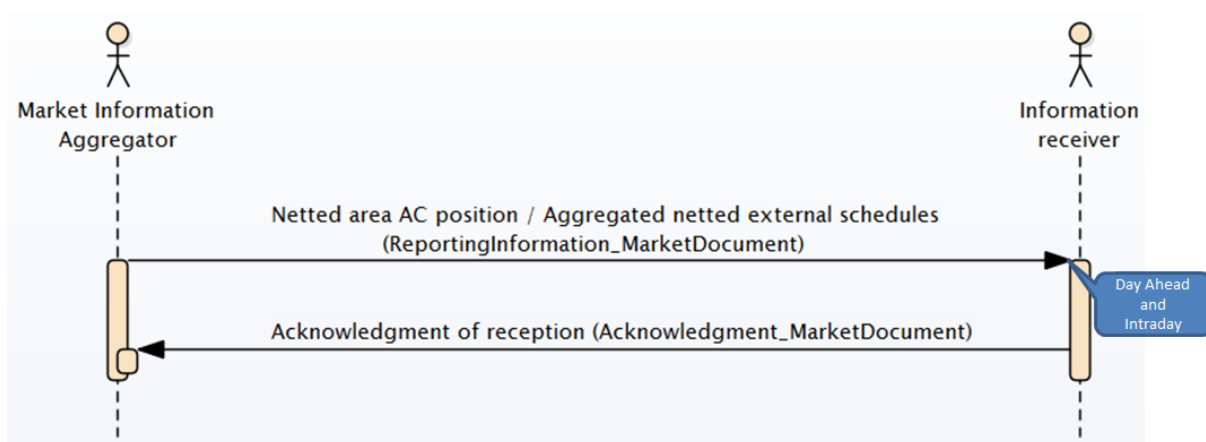 Market Information
Aggregator
Information
receiver
Netted area AC position / Aggregated netted external schedules
(ReportingInformation_MarketDocument)
Day Ahead
and
Intraday
Acknowledgment of reception (Acknowledgment_MarketDocument)